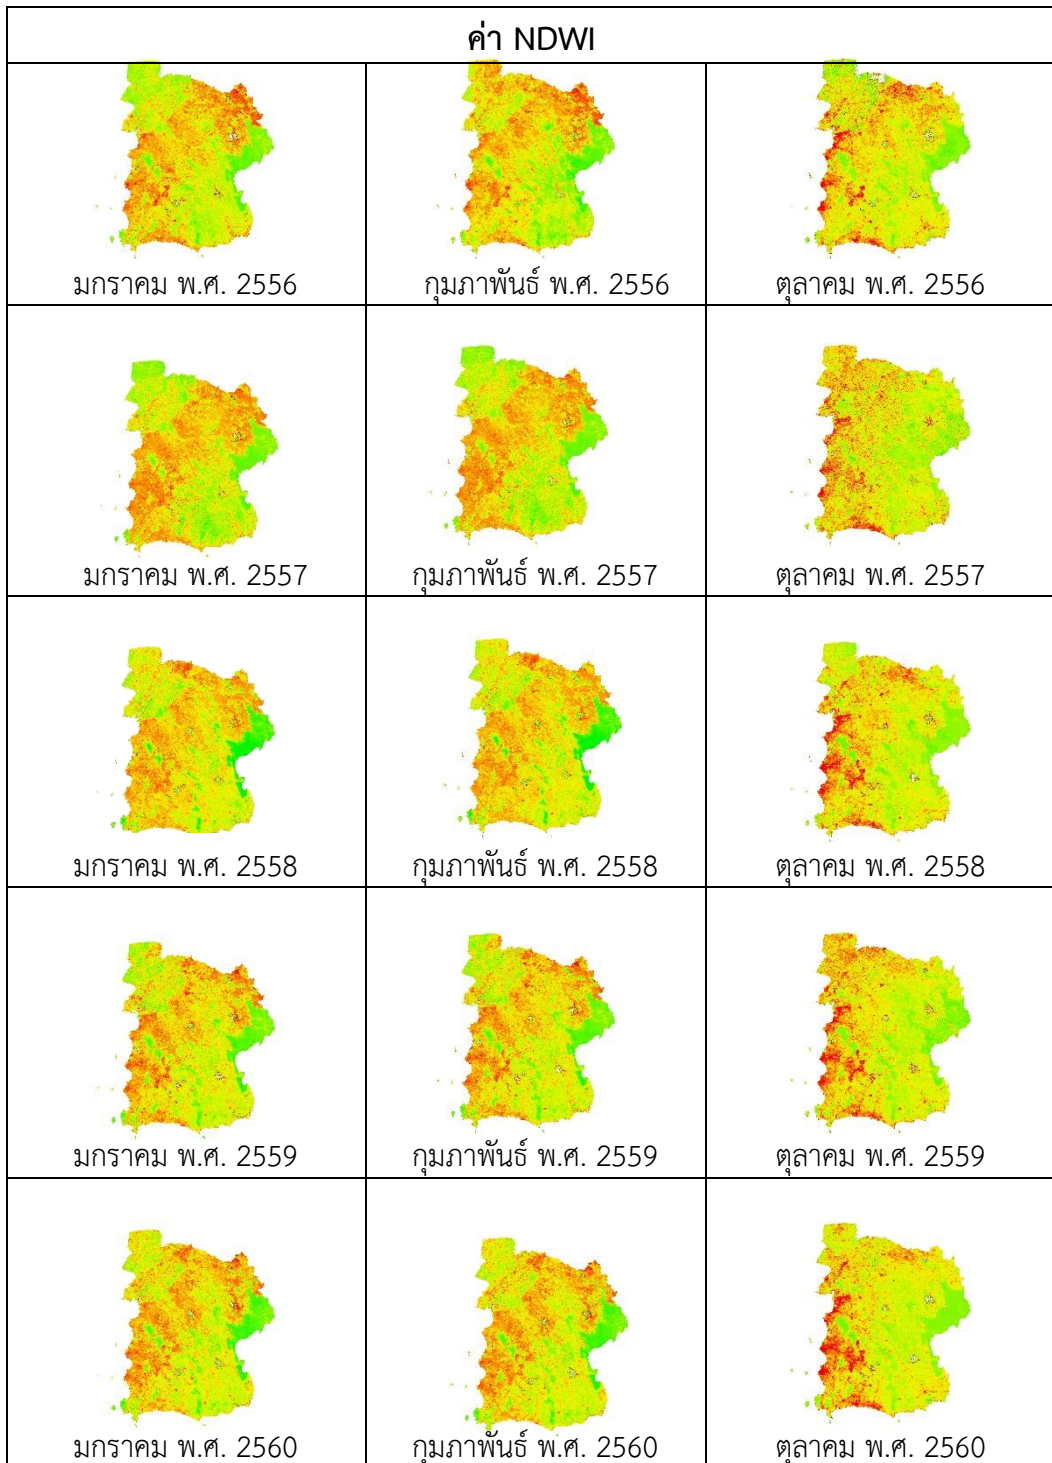 ค่า NDWI
มกราคม พ.ศ. 2556
กุมภาพันธ์ พ.ศ. 2556
ตุลาคม พ.ศ. 2556
มกราคม พ.ศ. 2557
กุมภาพันธ์ พ.ศ. 2557
ตุลาคม พ.ศ. 2557
มกราคม พ.ศ. 2558
กุมภาพันธ์ พ.ศ. 2558
ตุลาคม พ.ศ. 2558
มกราคม พ.ศ. 2559
กุมภาพันธ์ พ.ศ. 2559
ตุลาคม พ.ศ. 2559
มกราคม พ.ศ. 2560
กุมภาพันธ์ พ.ศ. 2560
ตุลาคม พ.ศ. 2560